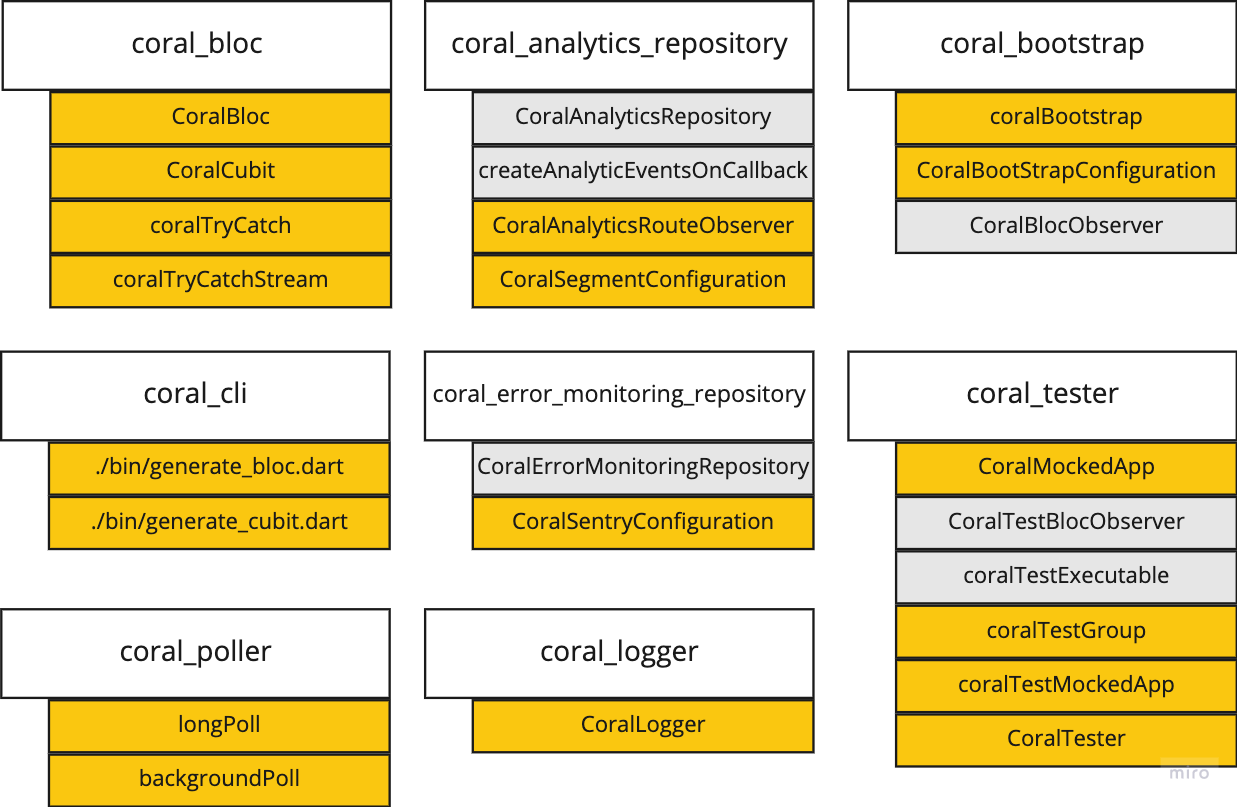 coral_bloc
CoralBloc
CoralCubit
coralTryCatch
coralTryCatchStream
coral_analytics_repository
CoralAnalyticsRepository
createAnalyticEventsOnCallback
CoralAnalyticsRouteObserver
CoralSegmentConfiguration
coral_bootstrap
coralBootstrap
CoralBootStrapConfiguration
CoralBlocObserver
coral_cli
./bin/generate_bloc.dart
./bin/generate_cubit.dart
coral_error_monitoring_repository
CoralErrorMonitoringRepository
CoralSentryConfiguration
coral_tester
CoralMockedApp
CoralTestBlocObserver
coralTestExecutable
coralTestGroup
coralTestMockedApp
CoralTester
coral_poller
longPoll
backgroundPoll
coral_logger
CoralLogger
miro